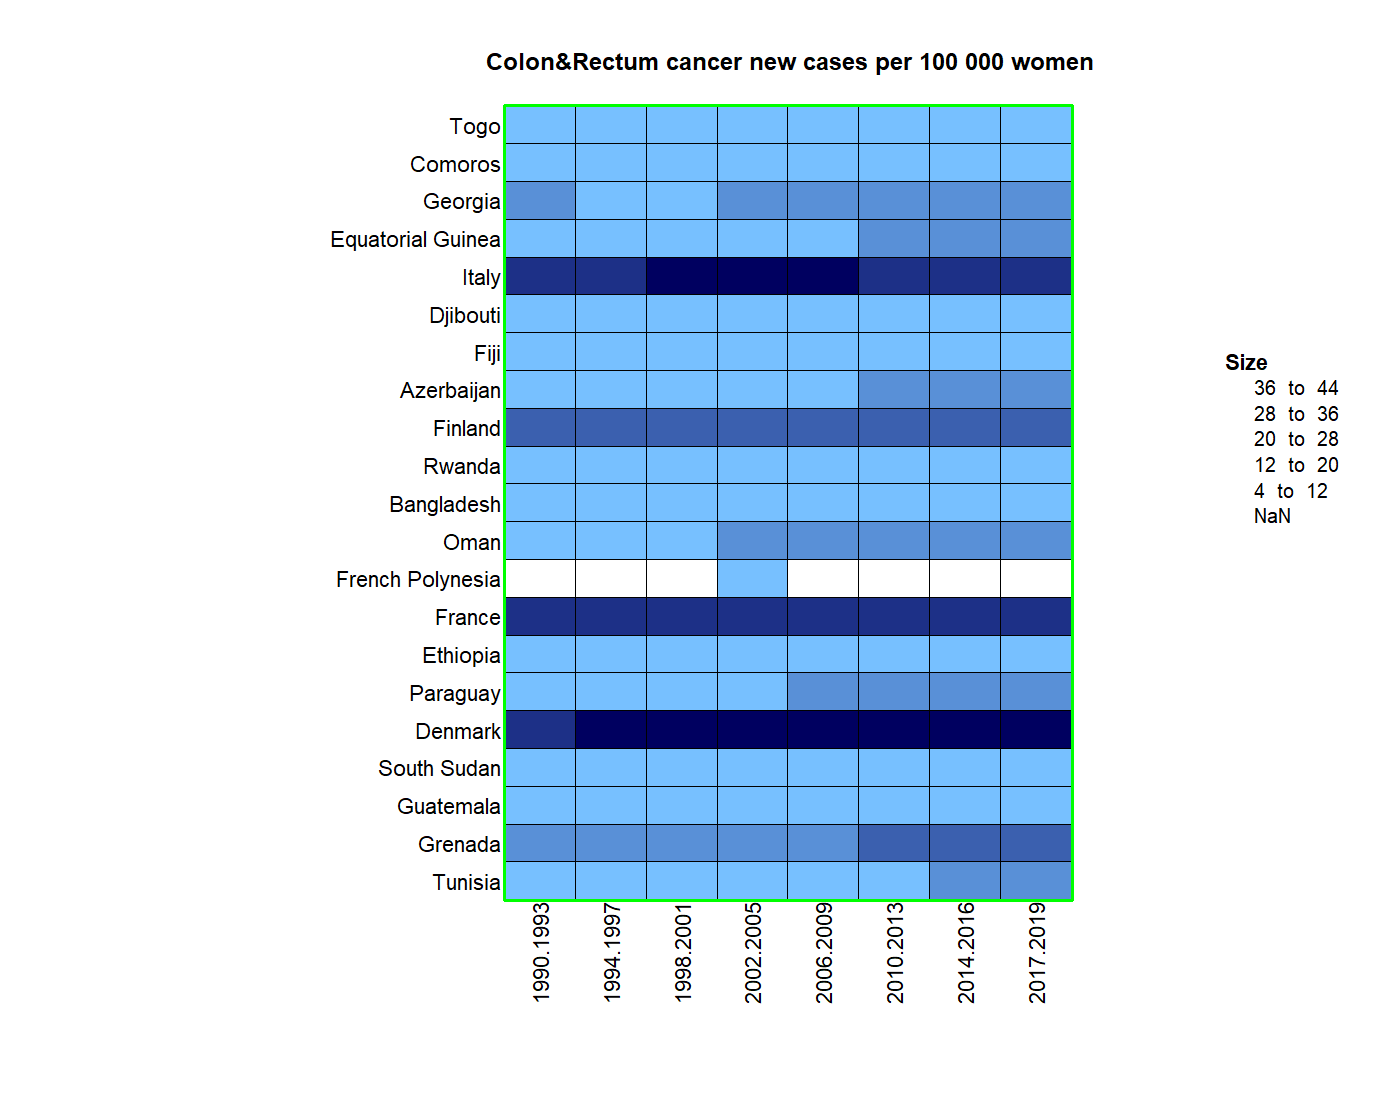 Colon&Rectum cancer new cases per 100 000 women
Togo
Comoros
Georgia
Equatorial Guinea
Italy
Djibouti
Fiji
Azerbaijan
Finland
Rwanda
Bangladesh
Oman
French Polynesia
France
Ethiopia
Paraguay
Denmark
South Sudan
Guatemala
Grenada
Tunisia
1990.1993
1994.1997
1998.2001
2002.2005
2006.2009
2010.2013
2014.2016
2017.2019
Size
36 to 44
28 to 36
20 to 28
12 to 20
4 to 12
NaN